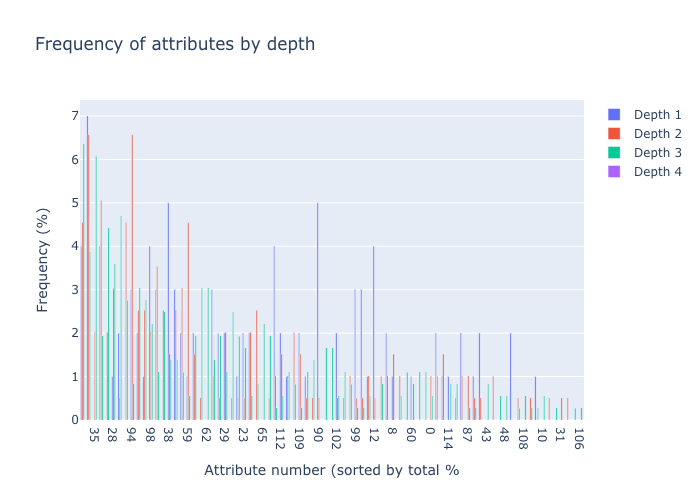 Frequency of attributes by depth
Depth 1
Depth 2
Depth 3
Depth 4
Frequency (%)
7
6
5
4
3
2
1
0
35 28 94 98 38 59 62 29 23 65 112 109 90 102 99 12 8 60 0 114 87 43 48 108 10 31 106
Attribute number (sorted by total %